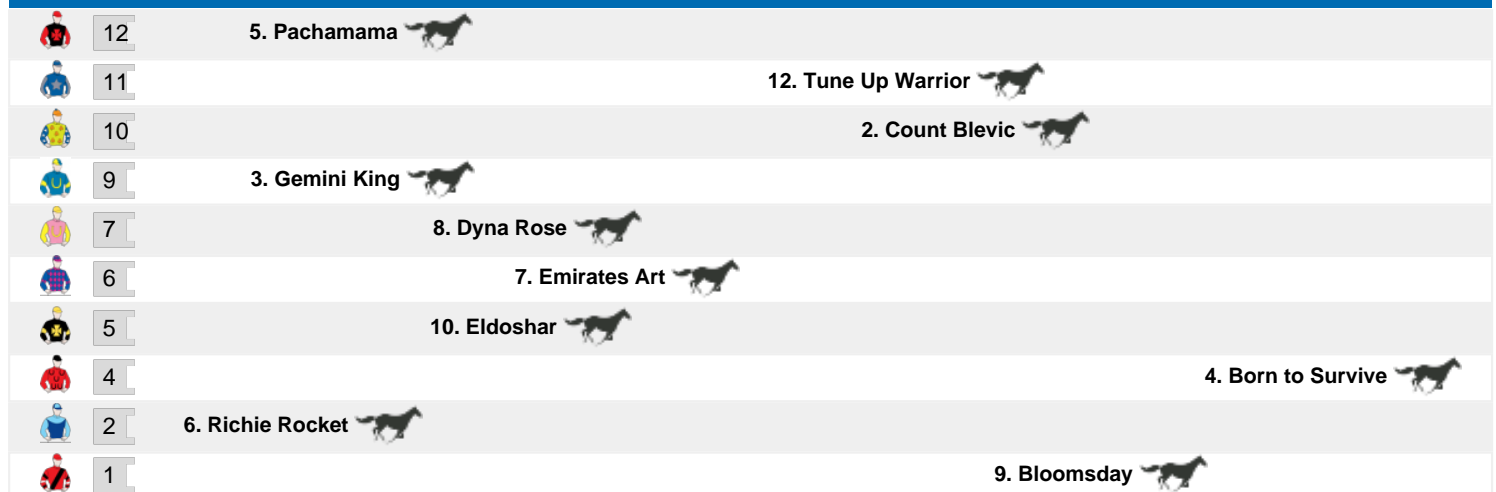 12 5. Pachamama
11 12. Tune Up Warrior
10 2. Count Blevic
9 3. Gemini King
7 8. Dyna Rose
6 7. Emirates Art
5 10. Eldoshar
4 4. Born to Survive
2 6. Richie Rocket
1 9. Bloomsday